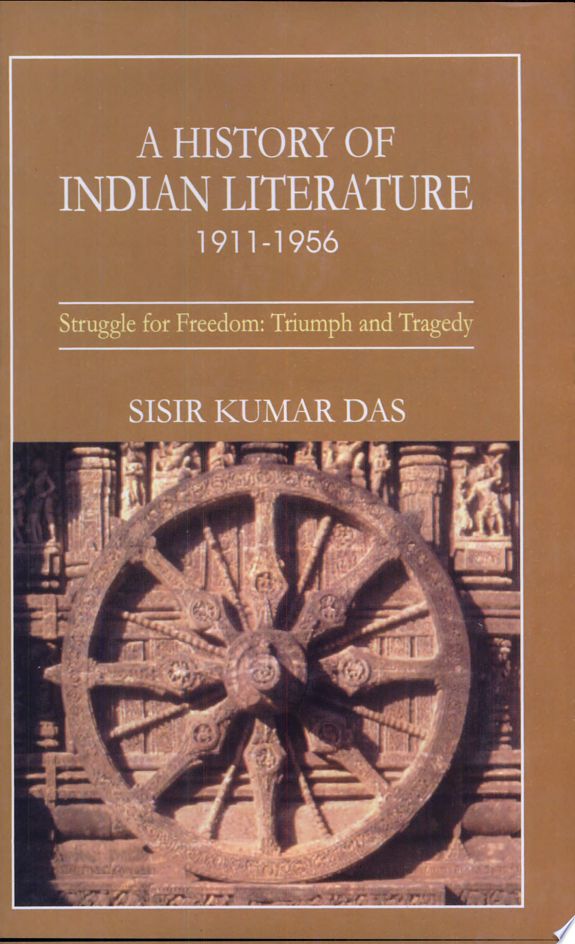 A HISTORY OF
INDIAN LITERATURE
1911-1956
Struggle for Freedom: Triumph and Tragedy
SISIR KUMAR DAS